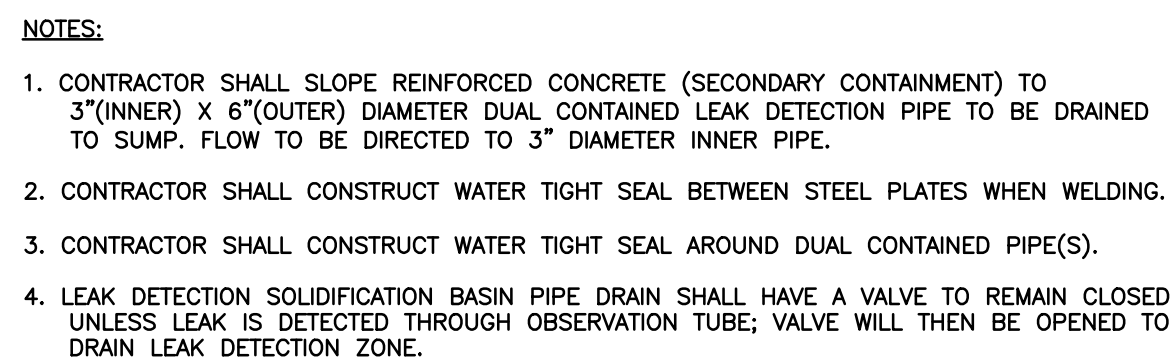 NOTES:
1. CONTRACTOR SHALL SLOPE REINFORCED CONCRETE (SECONDARY CONTAINMENT) TO
3"(INNER) X 6"(OUTER) DIAMETER DUAL CONTAINED LEAK DETECTION PIPE TO BE DRAINED
TO SUMP. FLOW TO BE DIRECTED TO 3" DIAMETER INNER PIPE.
2. CONTRACTOR SHALL CONSTRUCT WATER TIGHT SEAL BETWEEN STEEL PLATES WHEN WELDING.
3. CONTRACTOR SHALL CONSTRUCT WATER TIGHT SEAL AROUND DUAL CONTAINED PIPE(S).
4. LEAK DETECTION SOLIDIFICATION BASIN PIPE DRAIN SHALL HAVE A VALVE TO REMAIN CLOSED
UNLESS LEAK IS DETECTED THROUGH OBSERVATION TUBE; VALVE WILL THEN BE OPENED TO
DRAIN LEAK DETECTION ZONE.